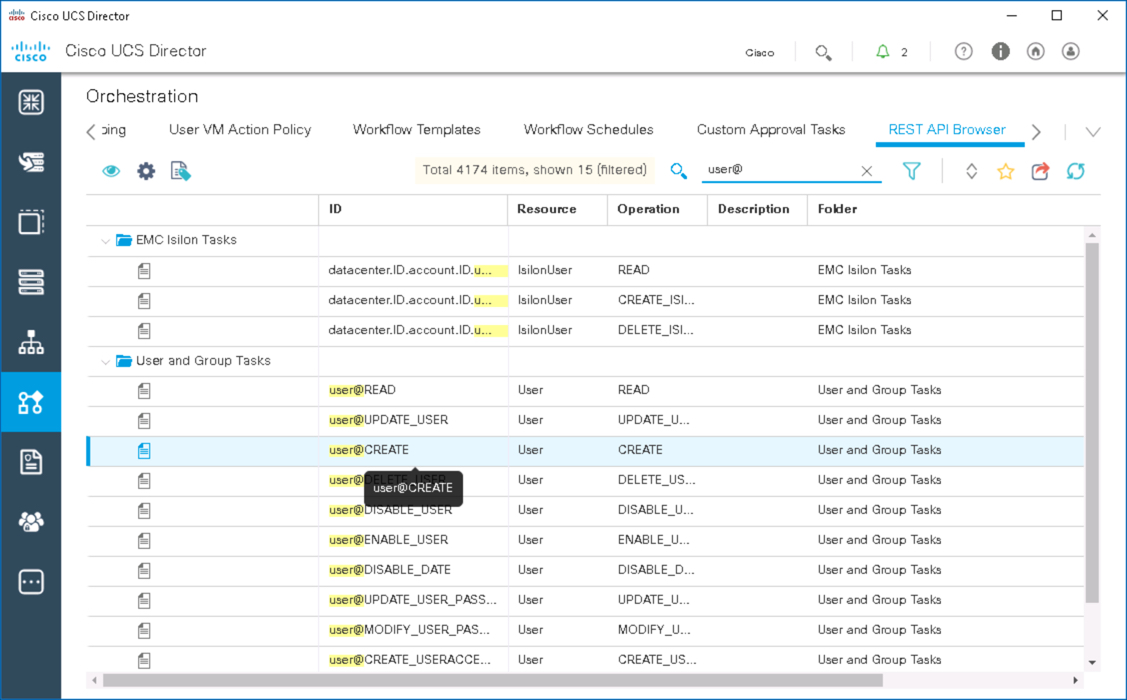 Cisco UCS Director
CISCO Cisco UCS Director Cisco 2
Orchestration
ping User VM Action Policy Workflow Templates Workflow Schedules Custom Approval Tasks REST API Browser
Total 4174 items, shown 15 (filtered) user@
ID Resource Operation Description Folder
EMC Isilon Tasks
datacenter.ID.account.ID.u... IsilonUser READ EMC Isilon Tasks
datacenter.ID.account.ID.u... IsilonUser CREATE_ISI... EMC Isilon Tasks
datacenter.ID.account.ID.u... IsilonUser DELETE_ISI... EMC Isilon Tasks
User and Group Tasks
user@READ User READ User and Group Tasks
user@UPDATE_USER User UPDATE_U... User and Group Tasks
user@CREATE User CREATE User and Group Tasks
user@DELETE_USER User DELETE_US... User and Group Tasks
user@CREATE
user@DISABLE_USER User DISABLE_U... User and Group Tasks
user@ENABLE_USER User ENABLE_U... User and Group Tasks
user@DISABLE_DATE User DISABLE_D... User and Group Tasks
user@UPDATE_USER_PASS... User UPDATE_U... User and Group Tasks
user@MODIFY_USER_PAS... User MODIFY_U... User and Group Tasks
user@CREATE_USERACCE... User CREATE_US... User and Group Tasks